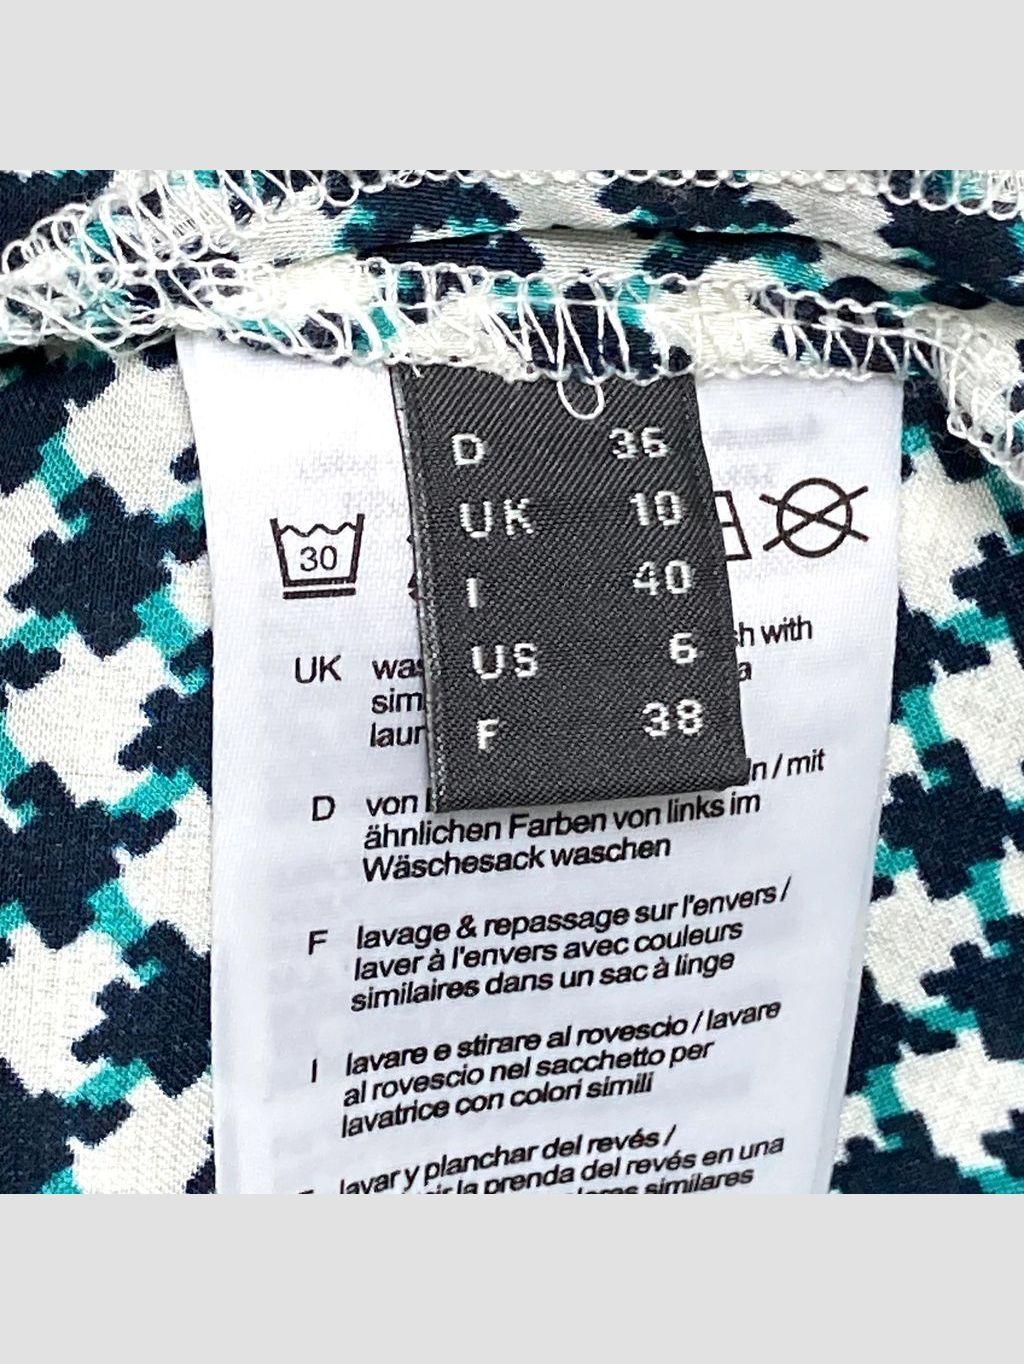 D 36
UK 10
I 40
US 6
F 38
30
UK
with
D von
mit
ähnlichen Farben von links im
Wäschesack waschen
F lavage & repassage sur l'envers /
laver à l'envers avec couleurs
similaires dans un sac à linge
I lavare e stirare al rovescio / lavare
al rovescio nel sacchetto per
lavatrice con colori simili
lavar y planchar del revés /
la prenda del revés en una
similares